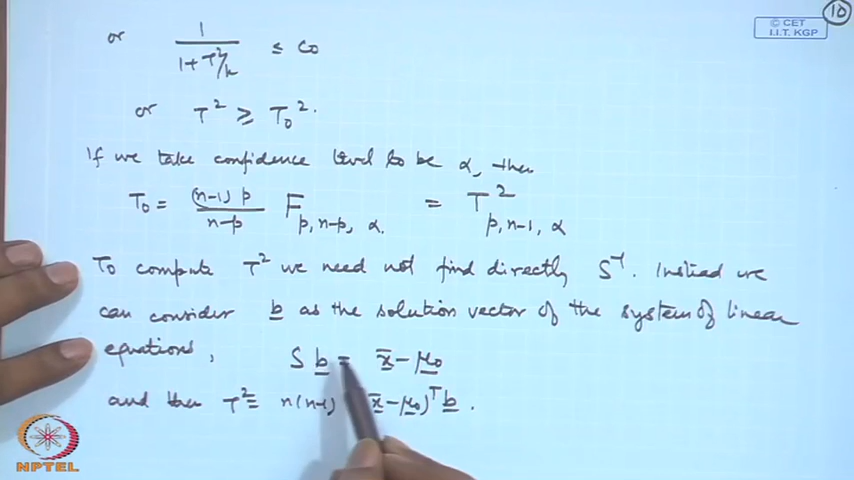 10
© CET
I.I.T. KGP
or 1/(1+T²/k) ≤ C0
or T² ≥ T₀².
If we take confidence level to be α, then
T₀ = (n-1) p/(n-p) F p, n-p, α. = T² p, n-1, α
To compute T² we need not find directly S⁻¹. Instead we
can consider b as the solution vector of the system of linear
equations, S b = x̄ - μ₀
and then T² = n(n-1) x̄ - μ₀)ᵀ b.
NPTEL